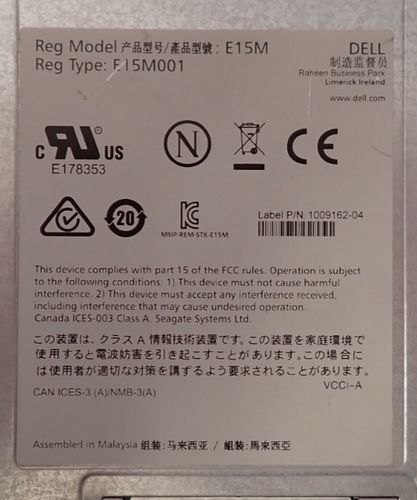 Reg Model 产品型号/產品型號: E15M
Reg Type: E15M001
DELL
制造监督员
Raheen Business Park
Limerick Ireland
www.dell.com
C RU US
E178353
N
CE
20
MSIP-REM-STX-E15M
Label P/N: 1009162-04
This device complies with part 15 of the FCC rules. Operation is subject
to the following conditions: 1) This device must not cause harmful
interference. 2) This device must accept any interference received,
including interference that may cause undesired operation.
Canada ICES-003 Class A. Seagate Systems Ltd.
この装置は、クラス A 情報技術装置です。この装置を家庭環境で
使用すると電波妨害を引き起こすことがあります。この場合に
は使用者が適切な対策を講ずるよう要求されることがあります。
VCCI-A
CAN ICES-3 (A)/NMB-3(A)
Assembled in Malaysia 组装: 马来西亚 / 組裝: 馬來西亞